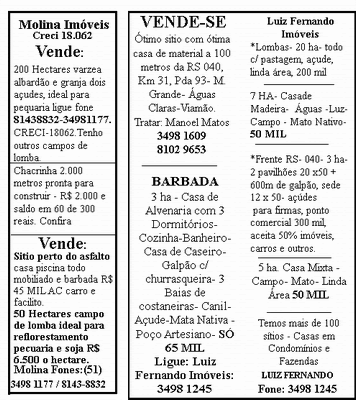 Molina Imóveis
Creci 18.062
Vende:
200 Hectares varzea
albardão e granja dois
açudes, ideal para
pequaria ligue fone
81438832-34981177.
CRECI-18062.Tenho
outros campos de
lomba.
Chacrinha 2.000
metros pronta para
construir - R$ 2.000 e
saldo em 60 de 300
reais. Confira
Vende:
Sitio perto do asfalto
casa piscina todo
mobiliado e barbada R$
45 MIL AC carro e
facilito.
50 Hectares campo
de lomba ideal para
reflorestamento
pecuaria e soja R$
6.500 o hectare.
Molina Fones:(51)
3498 1177 / 8143-8832
VENDE-SE
Ótimo sitio com ótima
casa de material a 100
metros da RS 040,
Km 31, Pda 93- M.
Grande- Águas
Claras-Viamão.
Tratar: Manoel Matos
3498 1609
8102 9653
BARBADA
3 ha - Casa de
Alvenaria com 3
Dormitórios-
Cozinha-Banheiro-
Casa de Caseiro-
Galpão c/
churrasqueira- 3
Baias de
costaneiras- Canil-
Açude-Mata Nativa -
Poço Artesiano- SÓ
65 MIL
Ligue: Luiz
Fernando Imóveis:
3498 1245
Luiz Fernando
Imóveis
*Lombas- 20 ha- todo
c/ pastagem, açude,
linda área, 200 mil
7 HA- Casade
Madeira- Águas -Luz-
Campo - Mato Nativo-
50 MIL
*Frente RS- 040- 3 ha-
2 pavilhões 20 x50 +
600m de galpão, sede
12 x 50- açudes
para firmas, ponto
comercial 300 mil,
aceita 50% imóveis,
carros e outros.
5 ha. Casa Mixta -
Campo- Mato- Linda
Área 50 MIL
Temos mais de 100
sítios - Casas em
Condomínios e
Fazendas
LUIZ FERNANDO
Fone: 3498 1245